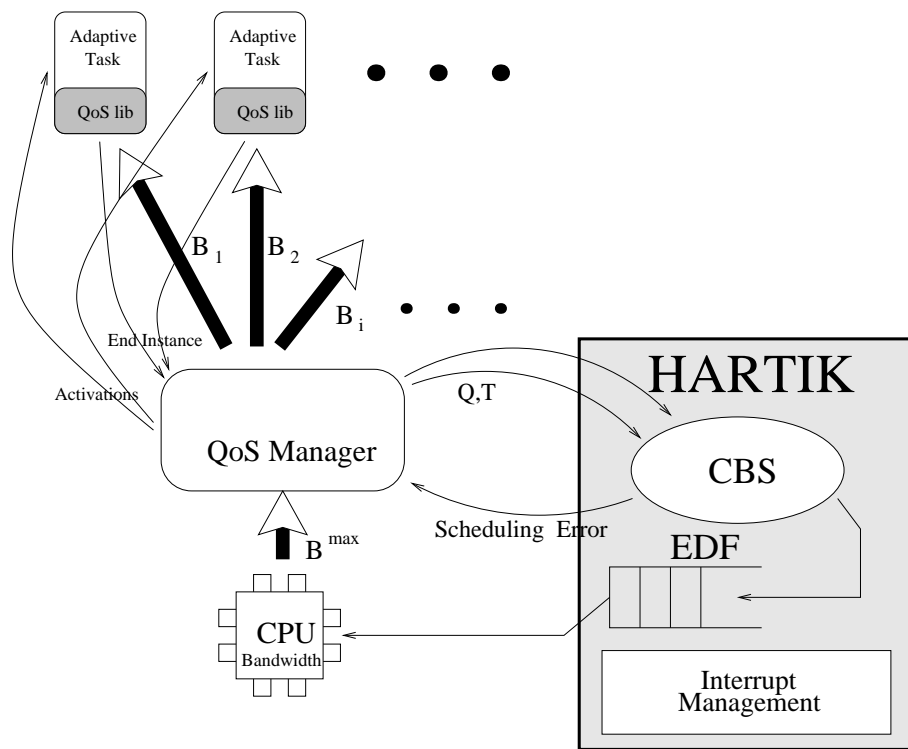 Adaptive
Task
QoS lib
Adaptive
Task
QoS lib
B 1
B 2
B i
End Instance
Activations
Q,T
QoS Manager
HARTIK
CBS
Scheduling Error
B max
EDF
CPU
Bandwidth
Interrupt
Management